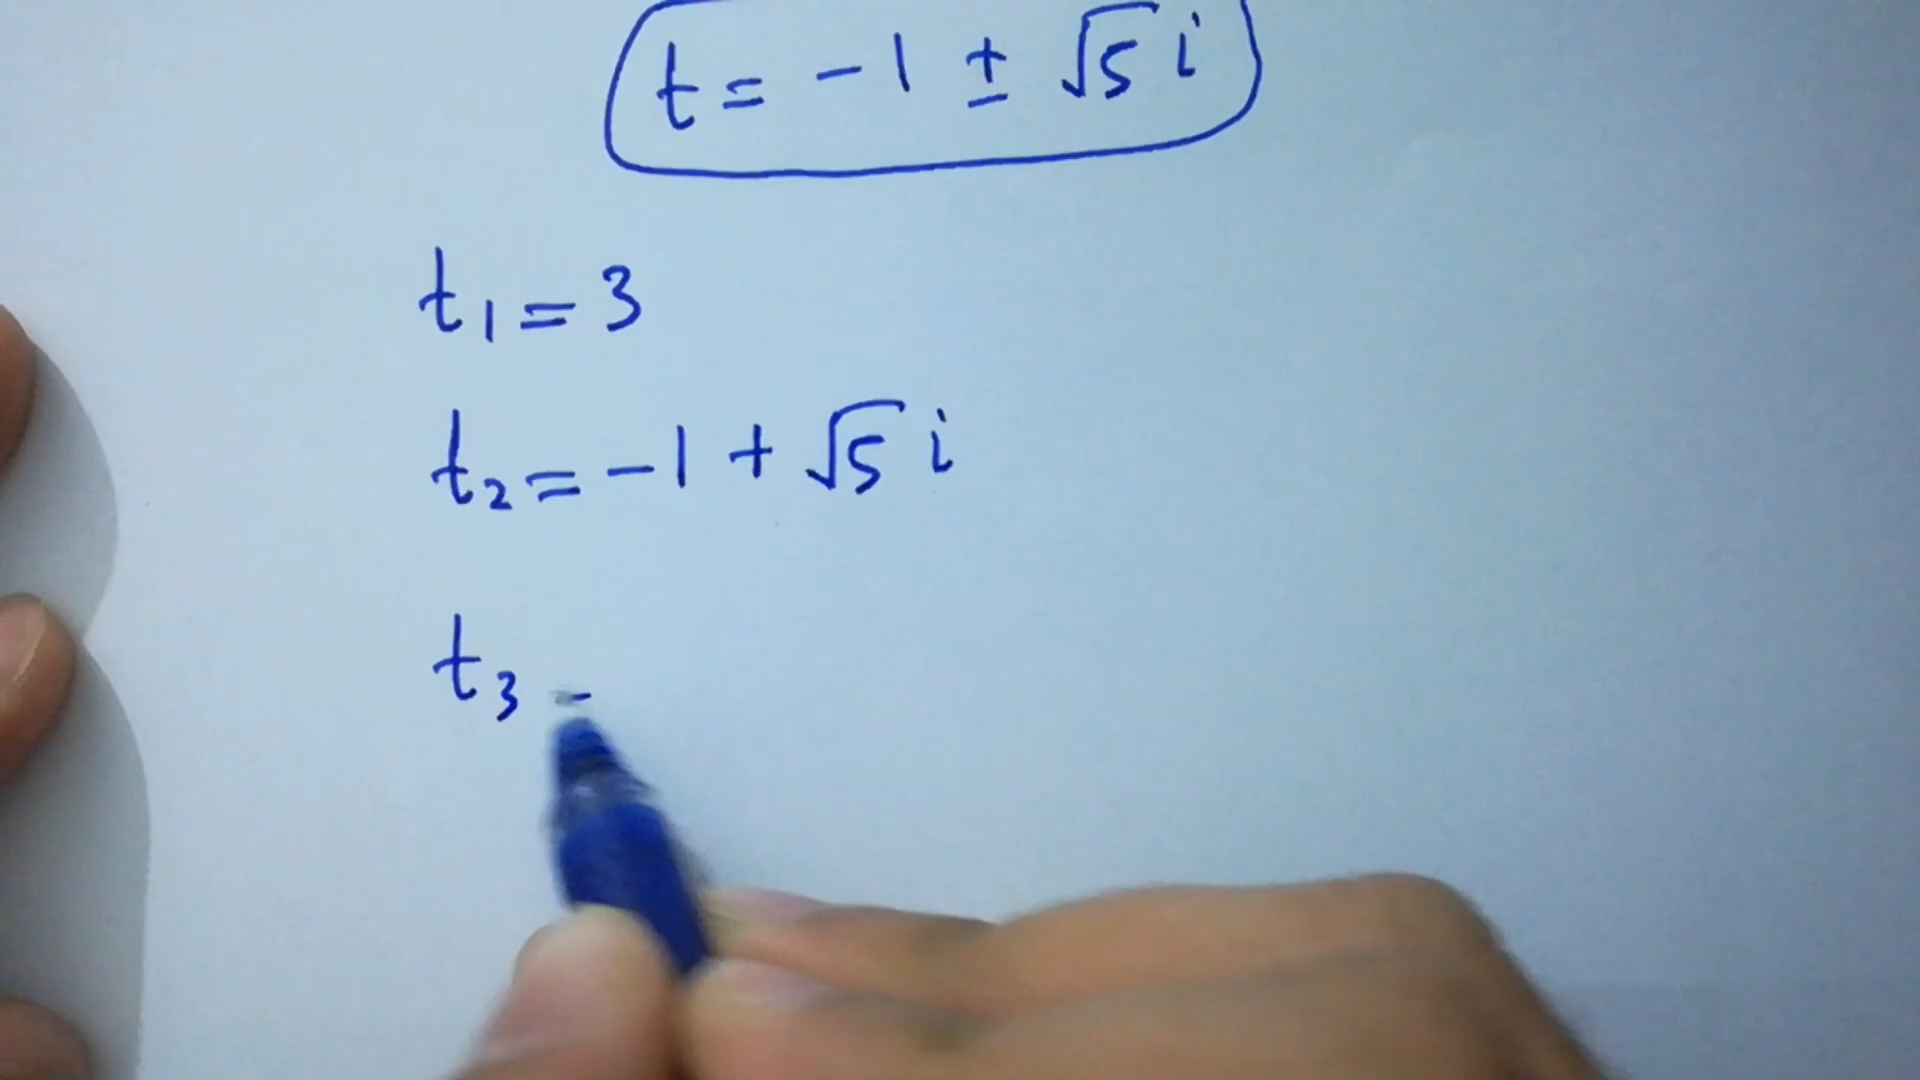 t = -1 ± √5 i
t₁ = 3
t₂ = -1 + √5 i
t₃ -